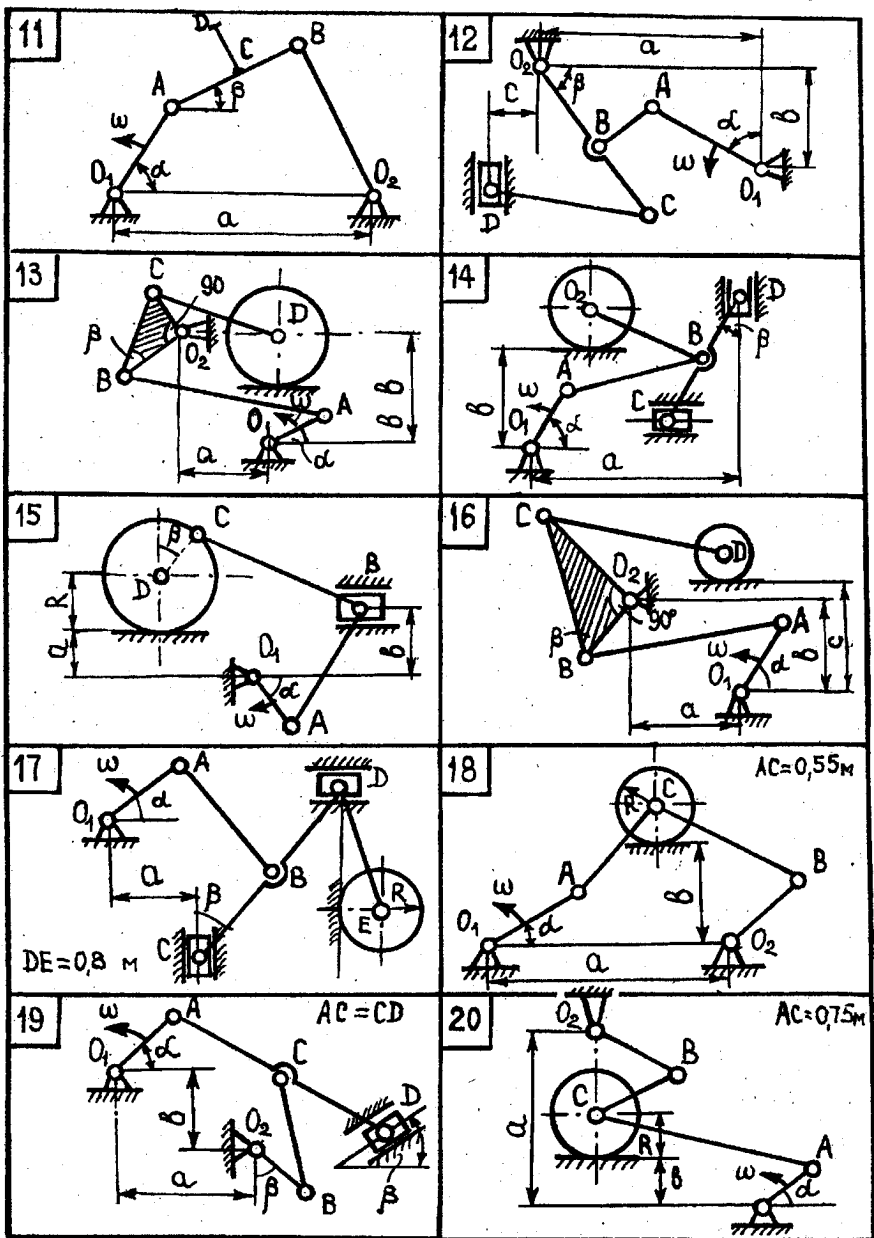 11
D
C
B
A
β
ω
α
O₁
O₂
a
12
a
O₂
β
A
C
B
α
в
ω
O₁
D
C
13
C
90
D
β
O₂
в
B
A
O₁
ω
в
α
a
14
O₂
D
B
β
A
в
ω
C
O₁
α
a
15
C
β
B
D
R
O₁
a
в
α
ω
A
16
C
D
O₂
90°
A
β
B
ω
α
в
c
O₁
a
17
ω
A
D
O₁
α
a
B
β
R
E
C
DE=0,8 м
18
AC=0,55м
C
R
A
B
в
ω
O₁
α
O₂
a
19
A
AC=CD
ω
O₁
α
C
в
D
O₂
a
β
β
B
20
AC=0,75м
O₂
B
C
a
R
A
ω
в
α